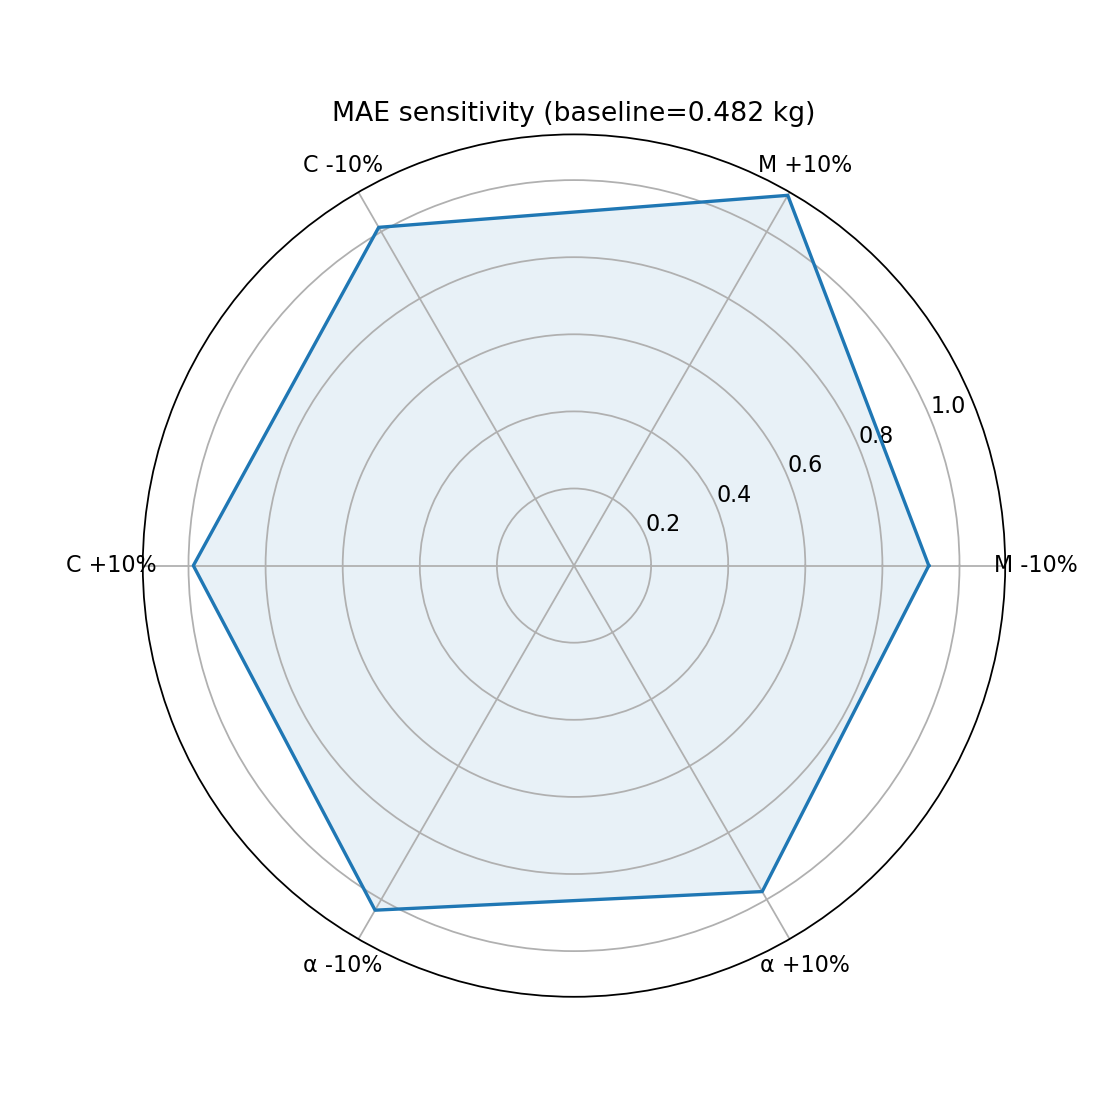 MAE sensitivity (baseline=0.482 kg)
C -10%
M +10%
1.0
0.8
0.6
0.4
0.2
C +10%
M -10%
α -10%
α +10%